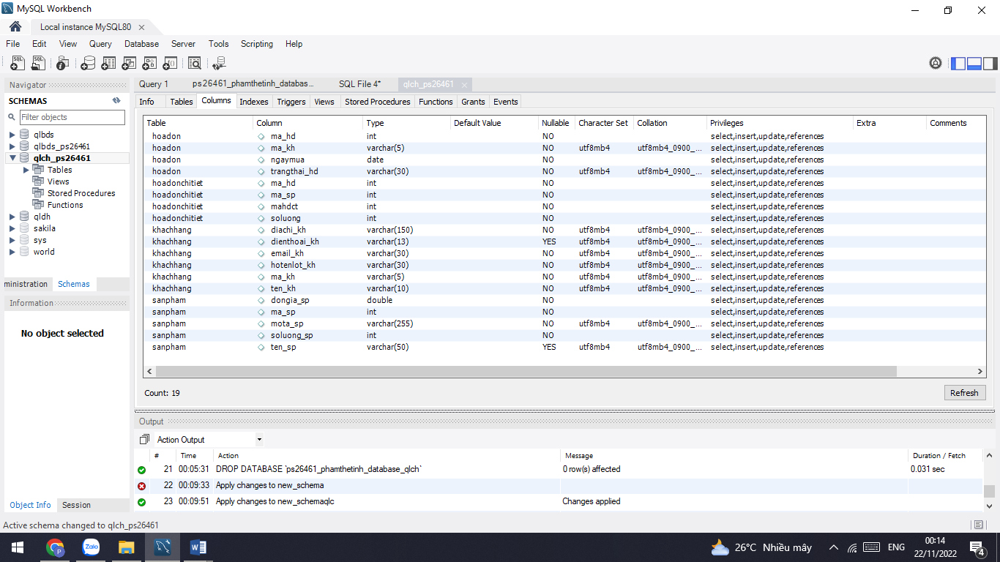 MySQL Workbench
Local instance MySQL80
File Edit View Query Database Server Tools Scripting Help
Navigator
SCHEMAS
Filter objects
qlbds
qlbds_ps26461
qlch_ps26461
Tables
Views
Stored Procedures
Functions
qldh
sakila
sys
world
ministration Schemas
Information
No object selected
Object Info Session
Query 1 ps26461_phamthetinh_databas... SQL File 4* qlch_ps26461
Info Tables Columns Indexes Triggers Views Stored Procedures Functions Grants Events
Table Column Type Default Value Nullable Character Set Collation Privileges Extra Comments
hoadon ma_hd int NO select,insert,update,references
hoadon ma_kh varchar(5) NO utf8mb4 utf8mb4_0900_... select,insert,update,references
hoadon ngaymua date NO select,insert,update,references
hoadon trangthai_hd varchar(30) NO utf8mb4 utf8mb4_0900_... select,insert,update,references
hoadonchitiet ma_hd int NO select,insert,update,references
hoadonchitiet ma_sp int NO select,insert,update,references
hoadonchitiet mahdct int NO select,insert,update,references
hoadonchitiet soluong int NO select,insert,update,references
khachhang diachi_kh varchar(150) NO utf8mb4 utf8mb4_0900_... select,insert,update,references
khachhang dienthoai_kh varchar(13) YES utf8mb4 utf8mb4_0900_... select,insert,update,references
khachhang email_kh varchar(30) NO utf8mb4 utf8mb4_0900_... select,insert,update,references
khachhang hotenlot_kh varchar(30) NO utf8mb4 utf8mb4_0900_... select,insert,update,references
khachhang ma_kh varchar(5) NO utf8mb4 utf8mb4_0900_... select,insert,update,references
khachhang ten_kh varchar(10) NO utf8mb4 utf8mb4_0900_... select,insert,update,references
sanpham dongia_sp double NO select,insert,update,references
sanpham ma_sp int NO select,insert,update,references
sanpham mota_sp varchar(255) NO utf8mb4 utf8mb4_0900_... select,insert,update,references
sanpham soluong_sp int NO select,insert,update,references
sanpham ten_sp varchar(50) YES utf8mb4 utf8mb4_0900_... select,insert,update,references
Count: 19 Refresh
Output
Action Output
# Time Action Message Duration / Fetch
21 00:05:31 DROP DATABASE `ps26461_phamthetinh_database_qlch` 0 row(s) affected 0.031 sec
22 00:09:33 Apply changes to new_schema
23 00:09:51 Apply changes to new_schemaqlc Changes applied
Active schema changed to qlch_ps26461
P Zalo W 26°C Nhiều mây ENG 00:14
22/11/2022 4